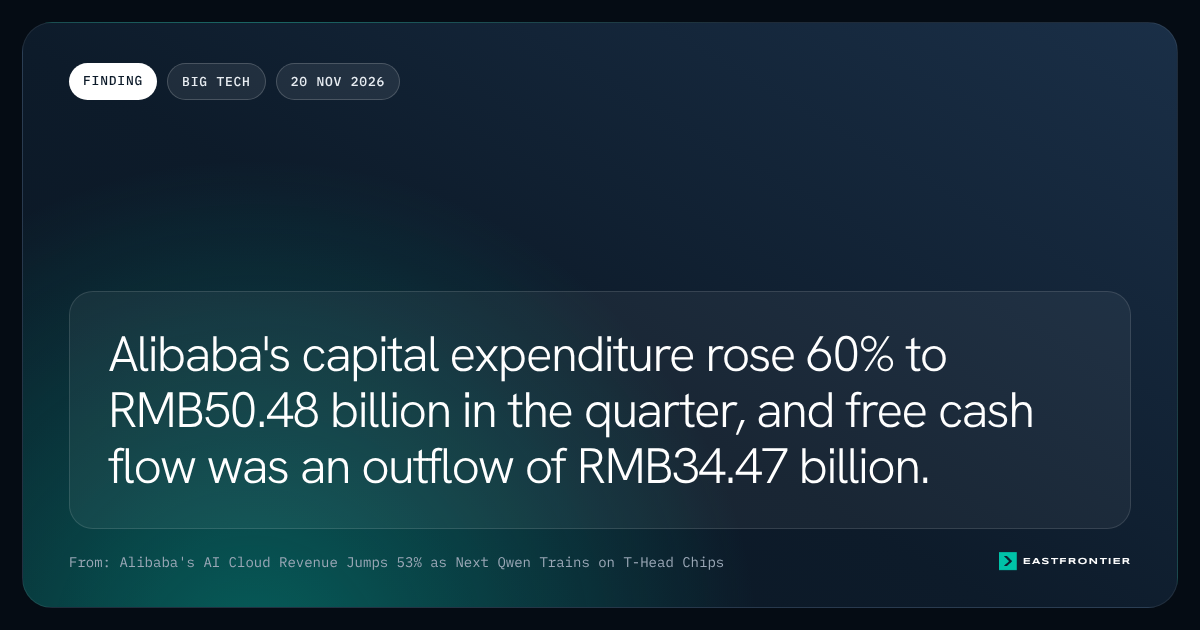 FINDING BIG TECH 20 NOV 2026
Alibaba's capital expenditure rose 60% to
RMB50.48 billion in the quarter, and free cash
flow was an outflow of RMB34.47 billion.
From: Alibaba's AI Cloud Revenue Jumps 53% as Next Qwen Trains on T-Head Chips
EASTFRONTIER